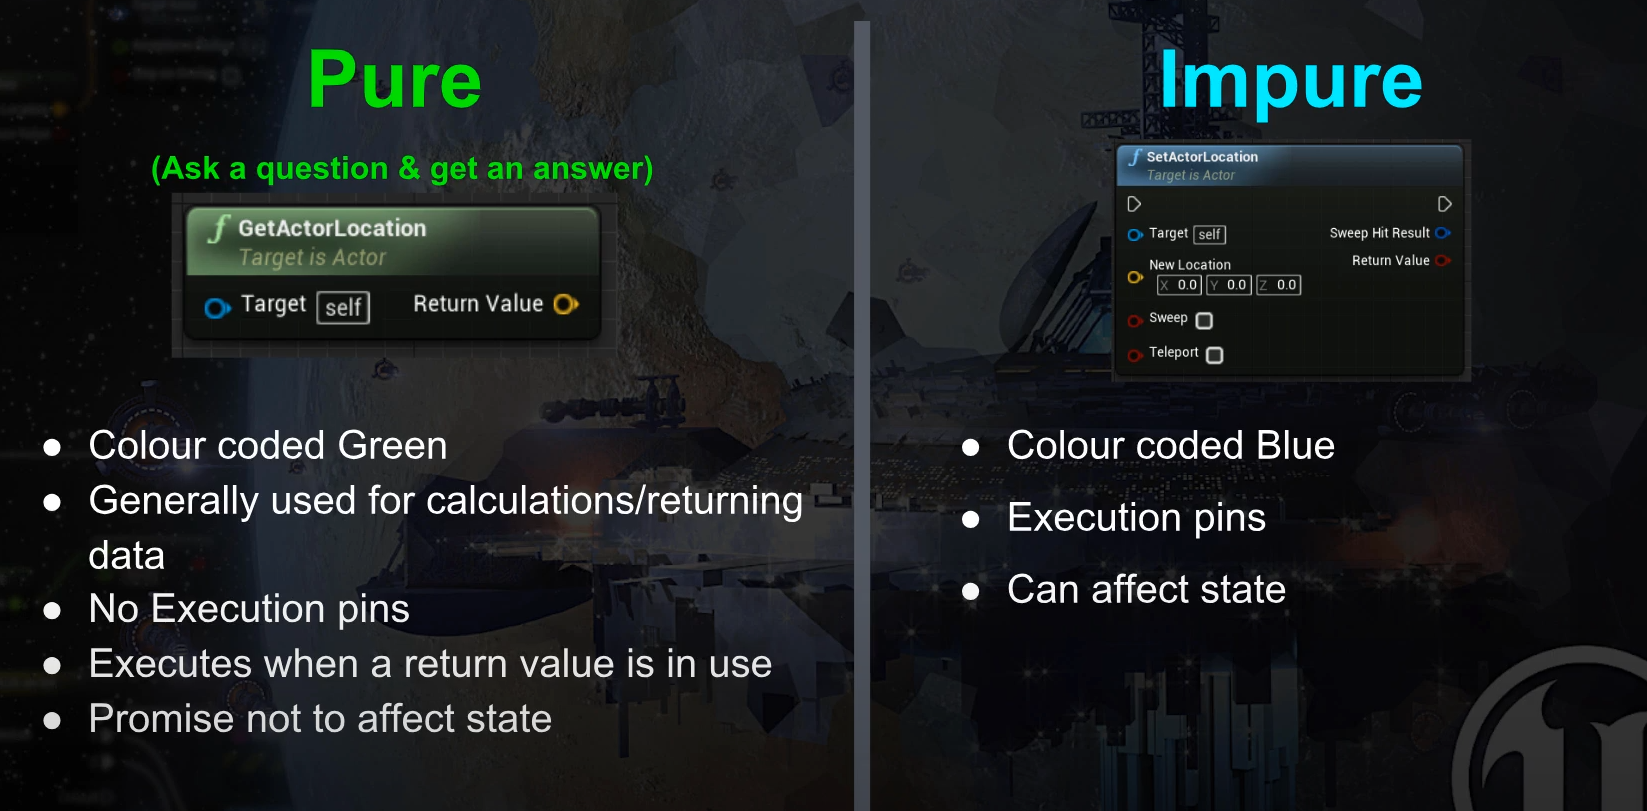 Pure
(Ask a question & get an answer)
f GetActorLocation
Target is Actor
Target self Return Value
● Colour coded Green
● Generally used for calculations/returning
data
● No Execution pins
● Executes when a return value is in use
● Promise not to affect state
Impure
f SetActorLocation
Target is Actor
Target self Sweep Hit Result
Return Value
New Location
X 0.0 Y 0.0 Z 0.0
Sweep
Teleport
● Colour coded Blue
● Execution pins
● Can affect state